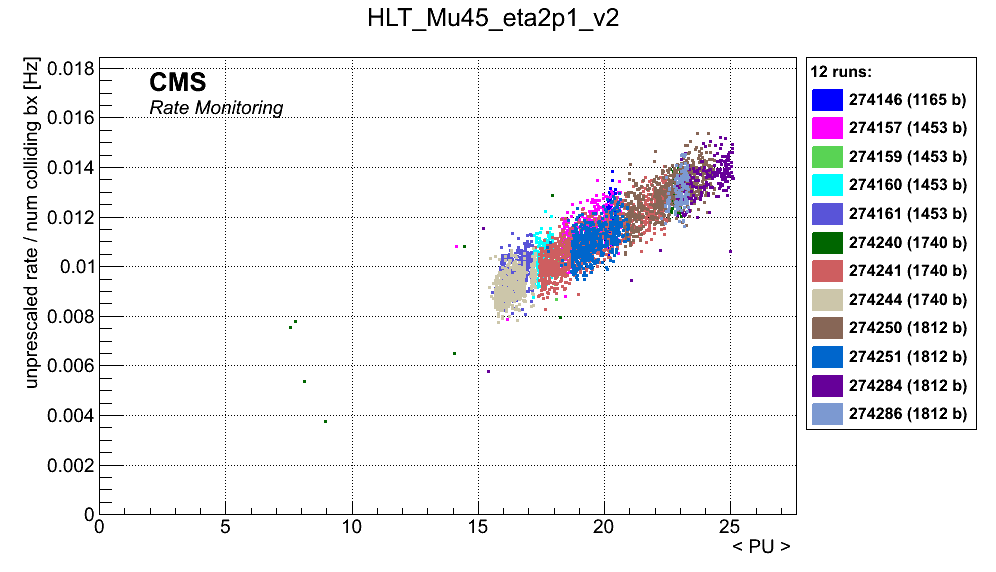 HLT_Mu45_eta2p1_v2
unprescaled rate / num colliding bx [Hz]
CMS
Rate Monitoring
0.018
0.016
0.014
0.012
0.01
0.008
0.006
0.004
0.002
0
0 5 10 15 20 25
< PU >
12 runs:
274146 (1165 b)
274157 (1453 b)
274159 (1453 b)
274160 (1453 b)
274161 (1453 b)
274240 (1740 b)
274241 (1740 b)
274244 (1740 b)
274250 (1812 b)
274251 (1812 b)
274284 (1812 b)
274286 (1812 b)